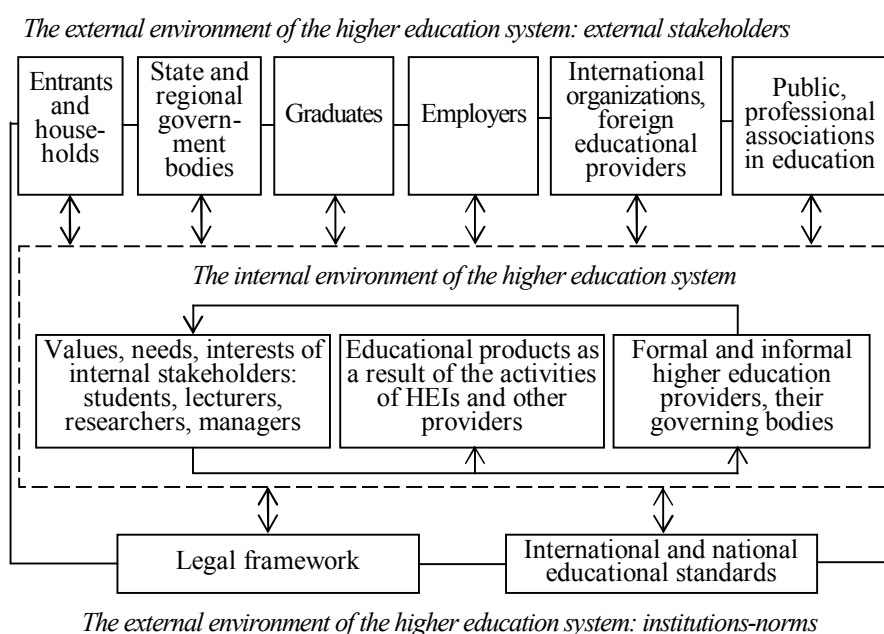 The external environment of the higher education system: external stakeholders
Entrants
and
house-
holds
State and
regional
govern-
ment
bodies
Graduates
Employers
International
organizations,
foreign
educational
providers
Public,
professional
associations
in education
The internal environment of the higher education system
Values, needs, interests of
internal stakeholders:
students, lecturers,
researchers, managers
Educational products as
a result of the activities
of HEIs and other
providers
Formal and informal
higher education
providers, their
governing bodies
Legal framework
International and national
educational standards
The external environment of the higher education system: institutions-norms